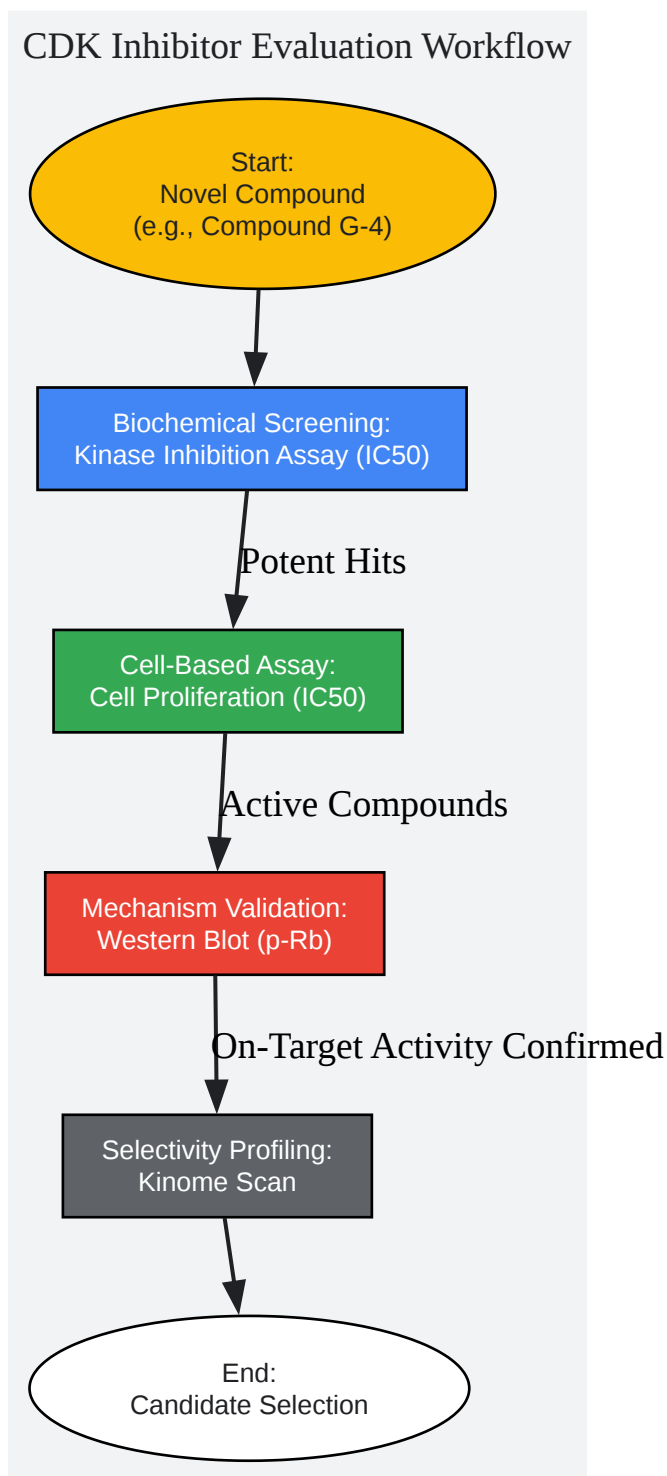 CDK Inhibitor Evaluation Workflow
Start:
Novel Compound
(e.g., Compound G-4)
Biochemical Screening:
Kinase Inhibition Assay (IC50)
Potent Hits
Cell-Based Assay:
Cell Proliferation (IC50)
Active Compounds
Mechanism Validation:
Western Blot (p-Rb)
On-Target Activity Confirmed
Selectivity Profiling:
Kinome Scan
End:
Candidate Selection